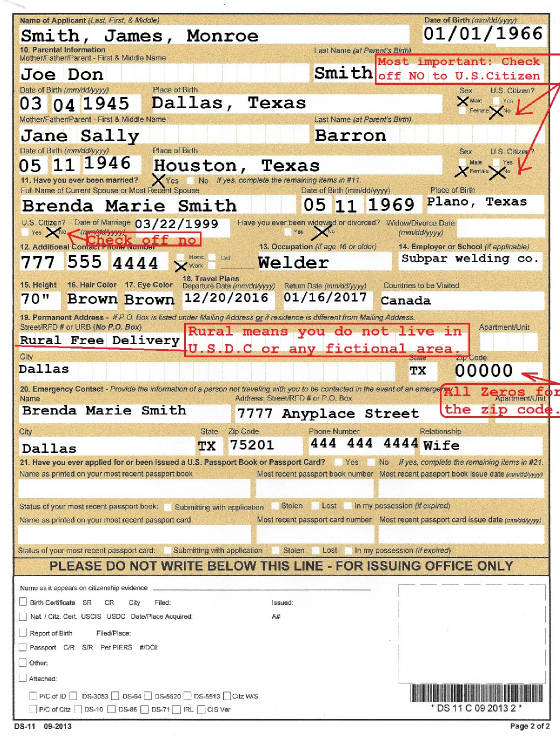 Name of Applicant (Last, First, & Middle) Date of Birth (mm/dd/yyyy)
Smith, James, Monroe 01/01/1966
10. Parental Information
Mother/Father/Parent - First & Middle Name Last Name (at Parent's Birth)
Joe Don Smith
Most important: Check
off NO to U.S.Citizen
Date of Birth (mm/dd/yyyy) Place of Birth Sex U.S. Citizen?
03 04 1945 Dallas, Texas Male Yes
Female No
Mother/Father/Parent - First & Middle Name Last Name (at Parent's Birth)
Jane Sally Barron
Date of Birth (mm/dd/yyyy) Place of Birth Sex U.S. Citizen?
05 11 1946 Houston, Texas Male Yes
Female No
11. Have you ever been married? Yes No If yes, complete the remaining items in #11.
Full Name of Current Spouse or Most Recent Spouse Date of Birth (mm/dd/yyyy) Place of Birth
Brenda Marie Smith 05 11 1969 Plano, Texas
U.S. Citizen? Date of Marriage 03/22/1999 Have you ever been widowed or divorced? Widow/Divorce Date
Yes No (mm/dd/yyyy) Yes No (mm/dd/yyyy)
Check off no
12. Additional Contact Phone Number 13. Occupation (if age 16 or older) 14. Employer or School (if applicable)
777 555 4444 Home Cell Welder Subpar welding co.
Work
15. Height 16. Hair Color 17. Eye Color 18. Travel Plans
Departure Date (mm/dd/yyyy) Return Date (mm/dd/yyyy) Countries to be Visited
70" Brown Brown 12/20/2016 01/16/2017 Canada
19. Permanent Address - If P.O. Box is listed under Mailing Address or if residence is different from Mailing Address.
Street/RFD # or URB (No P.O. Box) Apartment/Unit
Rural Free Delivery
Rural means you do not live in
U.S.D.C or any fictional area.
City State Zip Code
Dallas TX 00000
All Zeros for
the zip code.
20. Emergency Contact - Provide the information of a person not traveling with you to be contacted in the event of an emergency
Name Address: Street/RFD # or P.O. Box Apartment/Unit
Brenda Marie Smith 7777 Anyplace Street
City State Zip Code Phone Number Relationship
Dallas TX 75201 444 444 4444 Wife
21. Have you ever applied for or been issued a U.S. Passport Book or Passport Card? Yes No If yes, complete the remaining items in #21.
Name as printed on your most recent passport book Most recent passport book number Most recent passport book issue date (mm/dd/yyyy)
Status of your most recent passport book: Submitting with application Stolen Lost In my possession (if expired)
Name as printed on your most recent passport card Most recent passport card number Most recent passport card issue date (mm/dd/yyyy)
Status of your most recent passport card: Submitting with application Stolen Lost In my possession (if expired)
PLEASE DO NOT WRITE BELOW THIS LINE - FOR ISSUING OFFICE ONLY
Name as it appears on citizenship evidence
Birth Certificate SR CR City Filed: Issued:
Nat. / Citz. Cert. USCIS USDC Date/Place Acquired: A#
Report of Birth Filed/Place:
Passport C/R S/R Per PIERS #/DOI:
Other:
Attached:
P/C of ID DS-3053 DS-64 DS-5520 DS-5513 Citz W/S
P/C of Citz DS-10 DS-86 DS-71 IRL CIS Ver
* DS 11 C 09 2013 2 *
DS-11 09-2013 Page 2 of 2